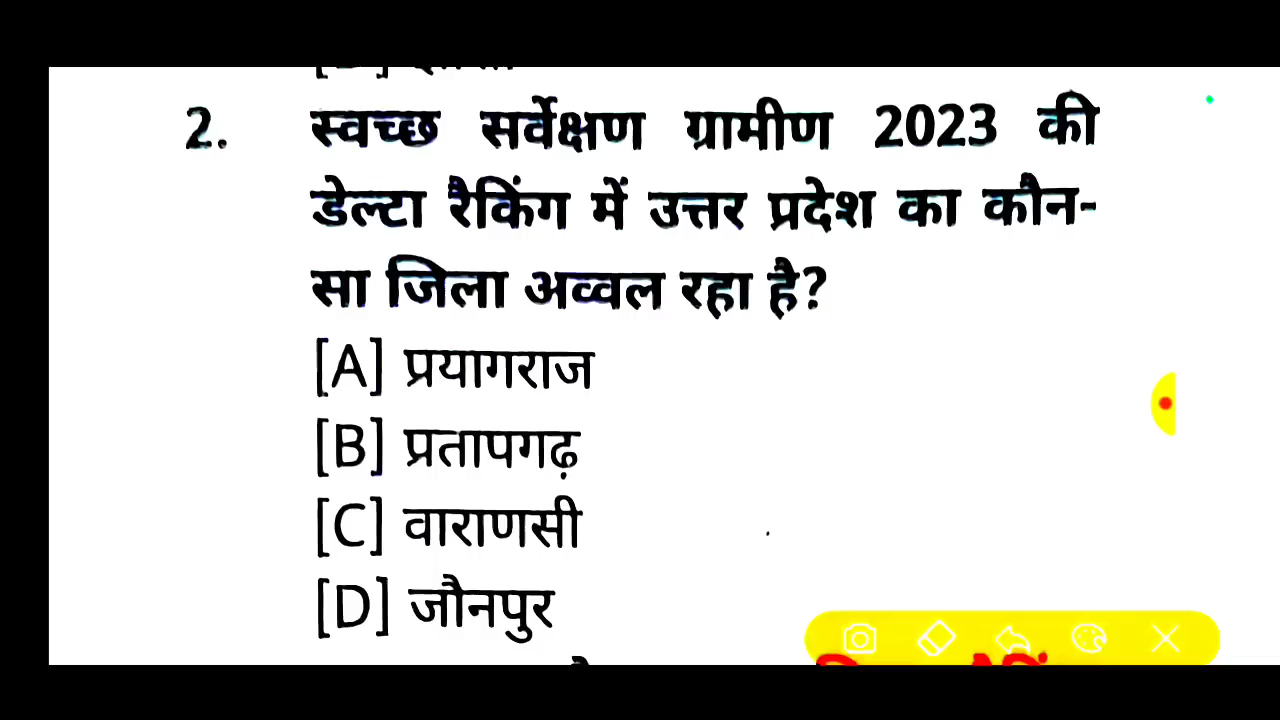 2. स्वच्छ सर्वेक्षण ग्रामीण 2023 की
डेल्टा रैकिंग में उत्तर प्रदेश का कौन-
सा जिला अव्वल रहा है?
[A] प्रयागराज
[B] प्रतापगढ़
[C] वाराणसी
[D] जौनपुर